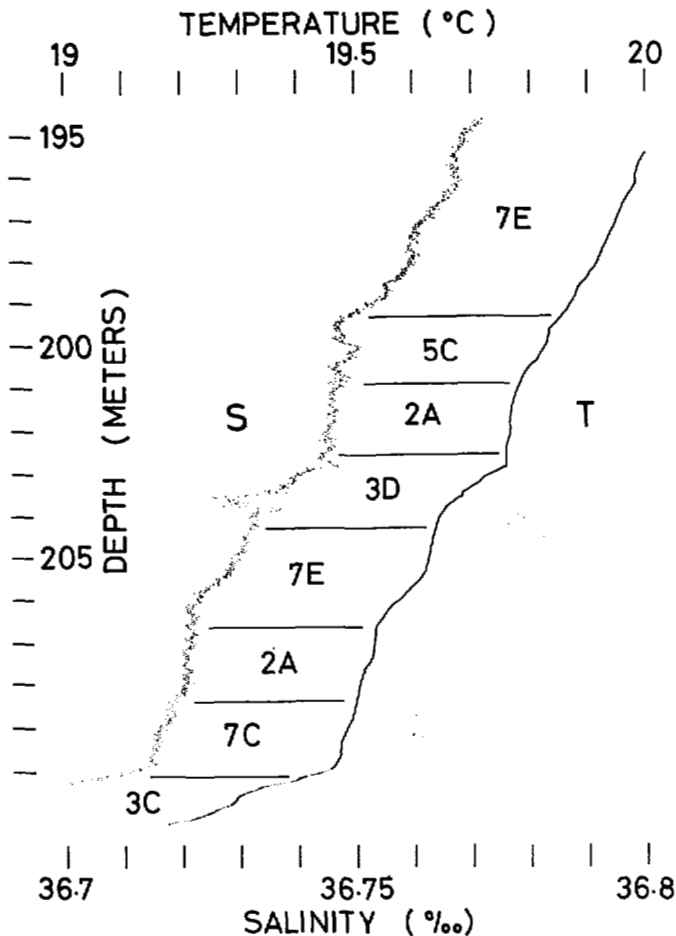 TEMPERATURE (°C)
19 19.5 20
195
7E
200
5C
S 2A T
3D
205
7E
2A
7C
3C
DEPTH (METERS)
36.7 36.75 36.8
SALINITY (‰)